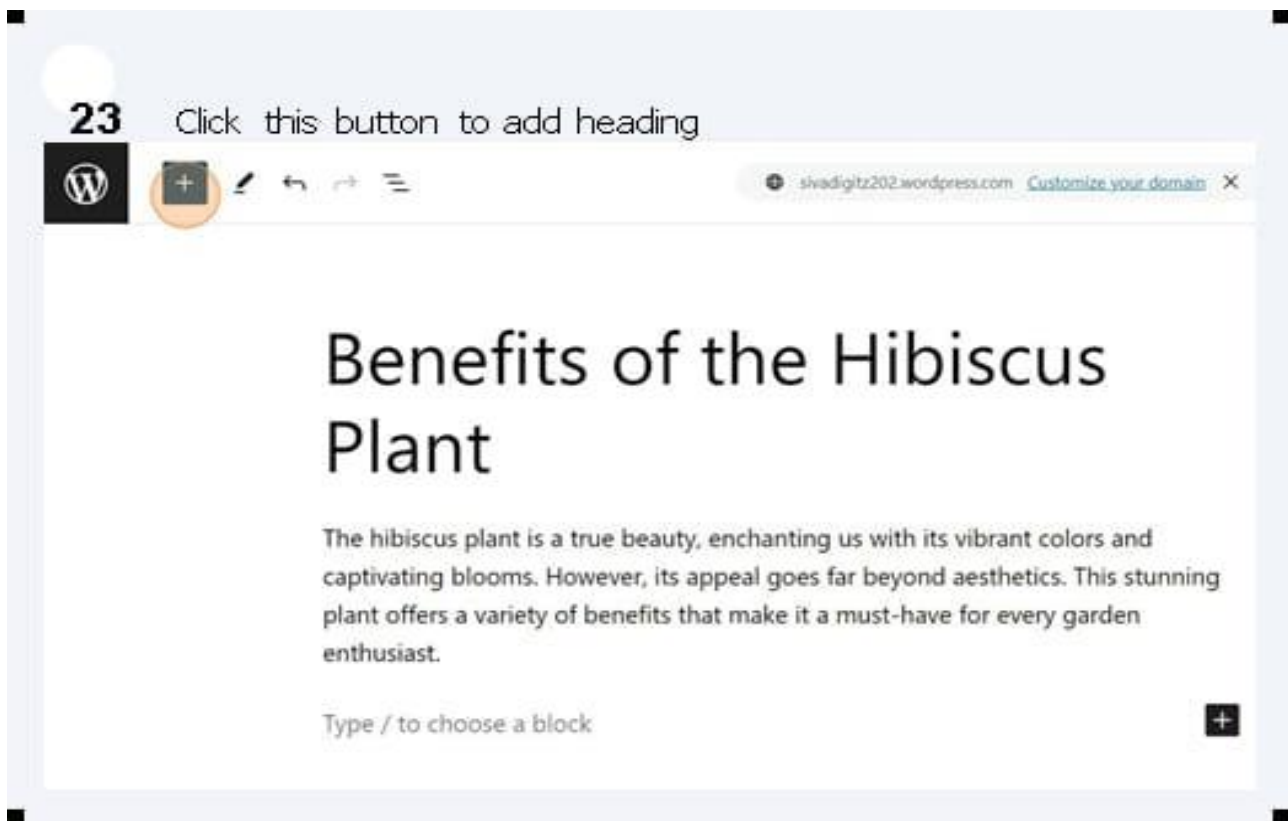 23 Click this button to add heading
sivadigitz202.wordpress.com Customize your domain
Benefits of the Hibiscus
Plant
The hibiscus plant is a true beauty, enchanting us with its vibrant colors and
captivating blooms. However, its appeal goes far beyond aesthetics. This stunning
plant offers a variety of benefits that make it a must-have for every garden
enthusiast.
Type / to choose a block